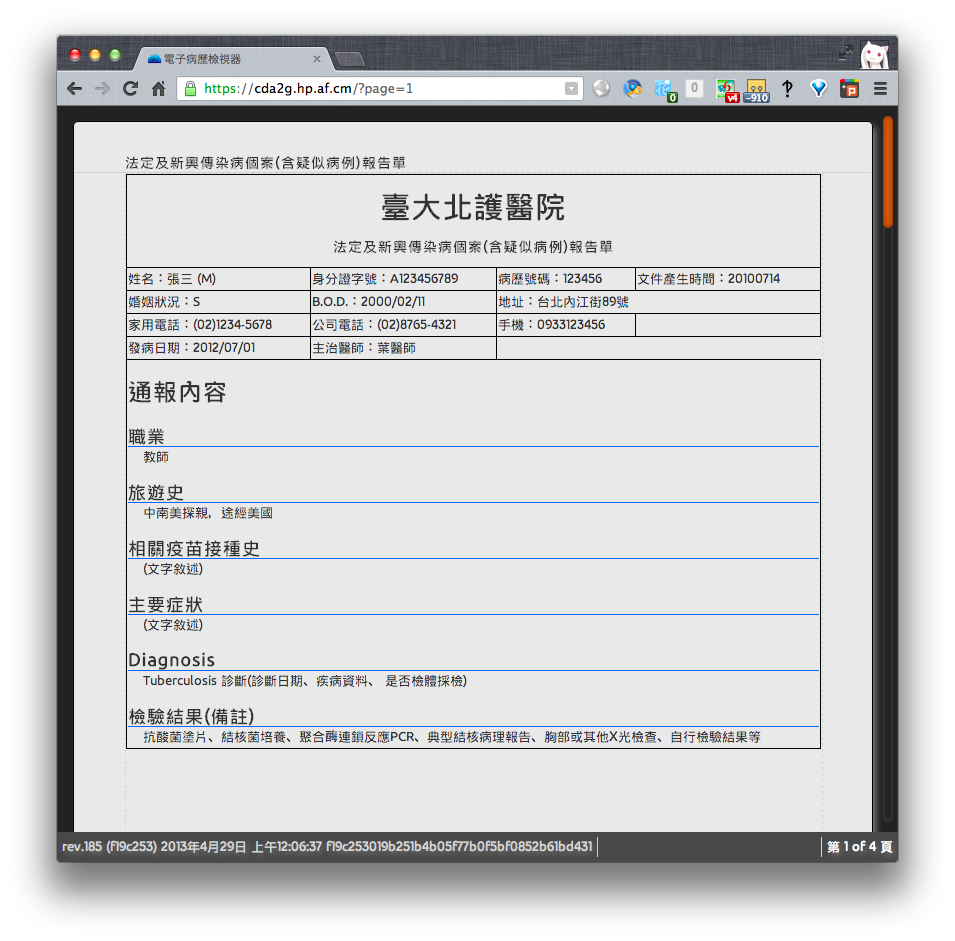 電子病歷檢視器
https://cda2g.hp.af.cm/?page=1
0
0
v4
-910
法定及新興傳染病個案(含疑似病例)報告單
臺大北護醫院
法定及新興傳染病個案(含疑似病例)報告單
姓名：張三 (M) 身分證字號：A123456789 病歷號碼：123456 文件產生時間：20100714
婚姻狀況：S B.O.D.：2000/02/11 地址：台北內江街89號
家用電話：(02)1234-5678 公司電話：(02)8765-4321 手機：0933123456
發病日期：2012/07/01 主治醫師：葉醫師
通報內容
職業
教師
旅遊史
中南美探親，途經美國
相關疫苗接種史
(文字敘述)
主要症狀
(文字敘述)
Diagnosis
Tuberculosis 診斷(診斷日期、疾病資料、 是否檢體採檢)
檢驗結果(備註)
抗酸菌塗片、結核菌培養、聚合酶連鎖反應PCR、典型結核病理報告、胸部或其他X光檢查、自行檢驗結果等
rev.185 (f19c253) 2013年4月29日 上午12:06:37 f19c253019b251b4b05f77b0f5bf0852b61bd431
第 1 of 4 頁